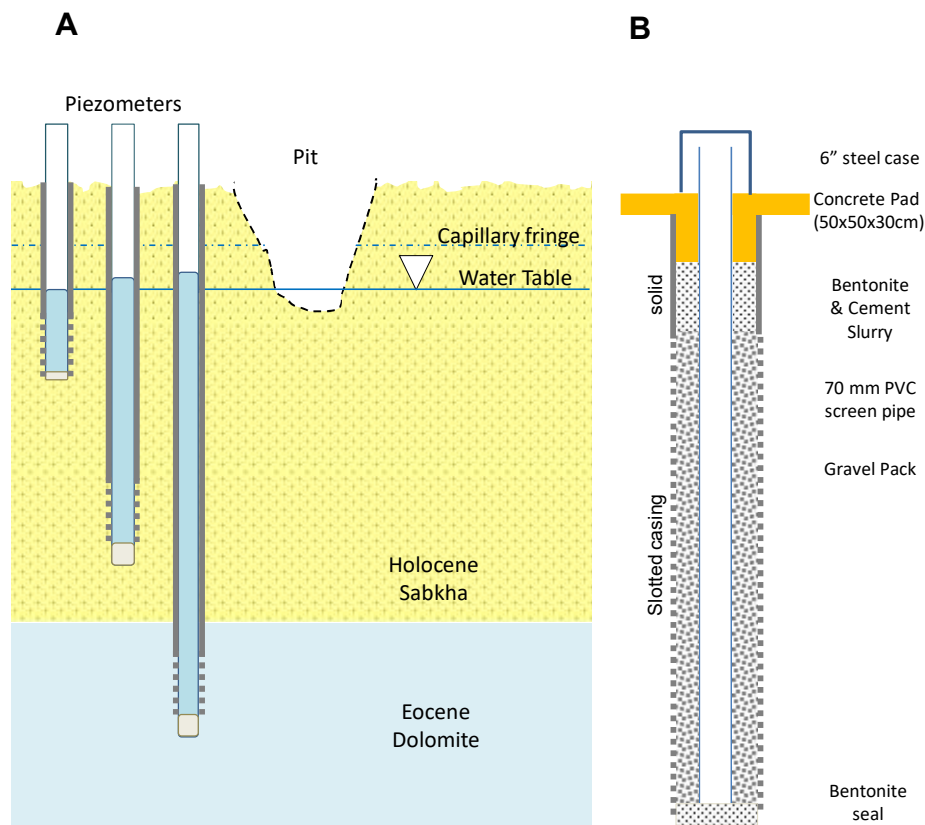 A
B
Piezometers
Pit
Capillary fringe
Water Table
Holocene
Sabkha
Eocene
Dolomite
6” steel case
Concrete Pad
(50x50x30cm)
solid
Bentonite
& Cement
Slurry
70 mm PVC
screen pipe
Gravel Pack
Slotted casing
Bentonite
seal